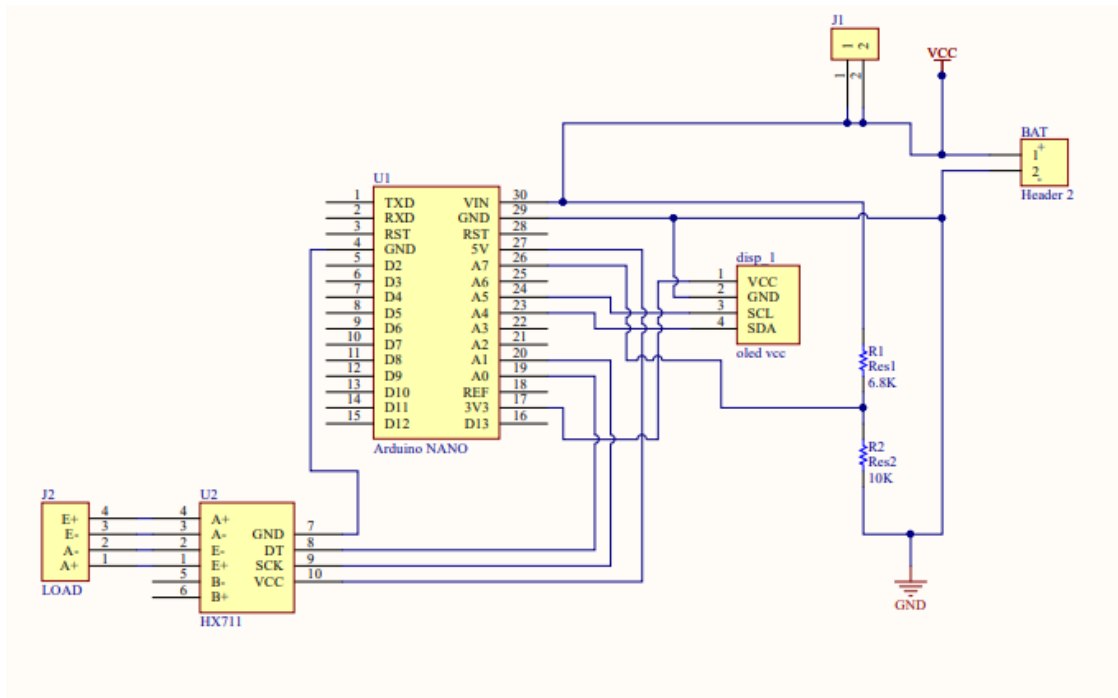 J1
1 2
1 2
VCC
BAT
1 +
2 -
Header 2
U1
1 TXD VIN 30
2 RXD GND 29
3 RST RST 28
4 GND 5V 27
5 D2 A7 26
6 D3 A6 25
7 D4 A5 24
8 D5 A4 23
9 D6 A3 22
10 D7 A2 21
11 D8 A1 20
12 D9 A0 19
13 D10 REF 18
14 D11 3V3 17
15 D12 D13 16
Arduino NANO
disp_1
1 VCC
2 GND
3 SCL
4 SDA
oled vcc
R1
Res1
6.8K
R2
Res2
10K
GND
J2
E+ 4
E- 3
A- 2
A+ 1
LOAD
U2
4 A+
3 A- GND 7
2 E- DT 8
1 E+ SCK 9
5 B- VCC 10
6 B+
HX711